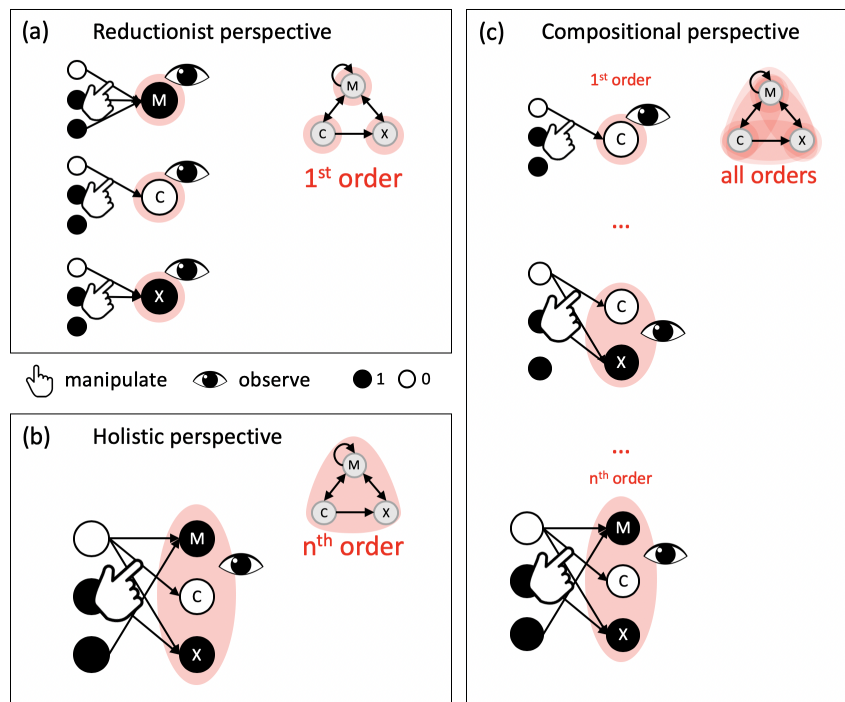 (a) Reductionist perspective
M
M
C X
1st order
C
X
manipulate observe 1 0
(b) Holistic perspective
M
C X
nth order
M
C
X
(c) Compositional perspective
1st order
C
M
C X
all orders
...
C
X
...
nth order
M
C
X